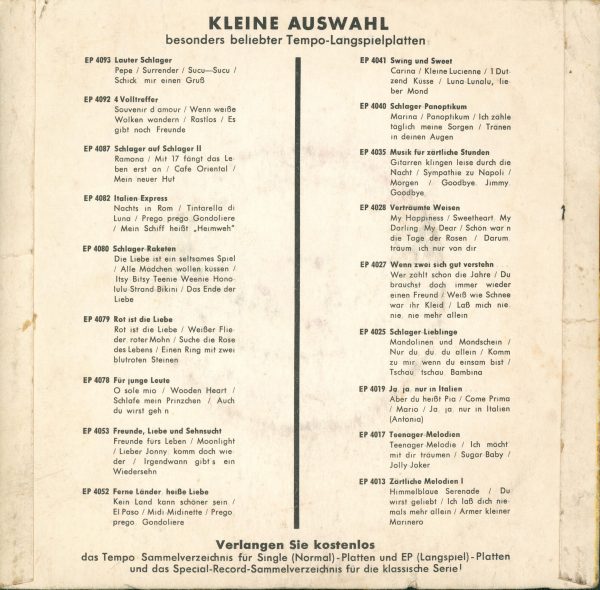 KLEINE AUSWAHL
besonders beliebter Tempo-Langspielplatten
EP 4093 Lauter Schlager
Pepe / Surrender / Sucu—Sucu /
Schick mir einen Gruß
EP 4092 4 Volltreffer
Souvenir d'amour / Wenn weiße
Wolken wandern / Rastlos / Es
gibt noch Freunde
EP 4087 Schlager auf Schlager II
Ramona / Mit 17 fängt das Le-
ben erst an / Cafe Oriental /
Mein neuer Hut
EP 4082 Italien-Express
Nachts in Rom / Tintarella di
Luna / Prego prego Gondoliere
/ Mein Schiff heißt „Heimweh"
EP 4080 Schlager-Raketen
Die Liebe ist ein seltsames Spiel
/ Alle Mädchen wollen küssen /
Itsy Bitsy Teenie Weenie Hono-
lulu Strand Bikini / Das Ende der
Liebe
EP 4079 Rot ist die Liebe
Rot ist die Liebe / Weißer Flie-
der, roter Mohn / Suche die Rose
des Lebens / Einen Ring mit zwei
blutroten Steinen
EP 4078 Für junge Leute
O sole mio / Wooden Heart /
Schlafe mein Prinzchen / Auch
du wirst geh'n
EP 4053 Freunde, Liebe und Sehnsucht
Freunde fürs Leben / Moonlight
/ Lieber Jonny, komm doch wie-
der / Irgendwann gibt's ein
Wiedersehn
EP 4052 Ferne Länder, heiße Liebe
Kein Land kann schöner sein /
El Paso / Midi-Midinette / Prego,
prego Gondoliere
EP 4041 Swing und Sweet
Carina / Kleine Lucienne / 1 Dut-
zend Küsse / Luna-Lunalu, lie-
ber Mond
EP 4040 Schlager Panoptikum
Marina / Panoptikum / Ich zähle
täglich meine Sorgen / Tränen
in deinen Augen
EP 4035 Musik für zärtliche Stunden
Gitarren klingen leise durch die
Nacht / Sympathie zu Napoli /
Morgen / Goodbye, Jimmy,
Goodbye
EP 4028 Verträumte Weisen
My Happiness / Sweetheart, My
Darling, My Dear / Schön war'n
die Tage der Rosen / Darum
träum' ich nur von dir
EP 4027 Wenn zwei sich gut verstehn
Wer zählt schon die Jahre / Du
brauchst doch immer wieder
einen Freund / Weiß wie Schnee
war ihr Kleid / Laß mich nie,
nie, nie mehr allein
EP 4025 Schlager-Lieblinge
Mandolinen und Mondschein /
Nur du, du, du allein / Komm
zu mir, wenn du einsam bist /
Tschau, tschau Bambina
EP 4019 Ja, ja, nur in Italien
Aber du heißt Pia / Come Prima
/ Mario / Ja, ja, nur in Italien
(Antonia)
EP 4017 Teenager-Melodien
Teenager-Melodie / Ich möcht'
mit dir träumen / Sugar Baby /
Jolly Joker
EP 4013 Zärtliche Melodien I
Himmelblaue Serenade / Du
wirst geliebt / Ich laß dich nie-
mals mehr allein / Armer kleiner
Marinero
Verlangen Sie kostenlos
das Tempo Sammelverzeichnis für Single (Normal)-Platten und EP (Langspiel)-Platten
und das Special-Record-Sammelverzeichnis für die klassische Serie!